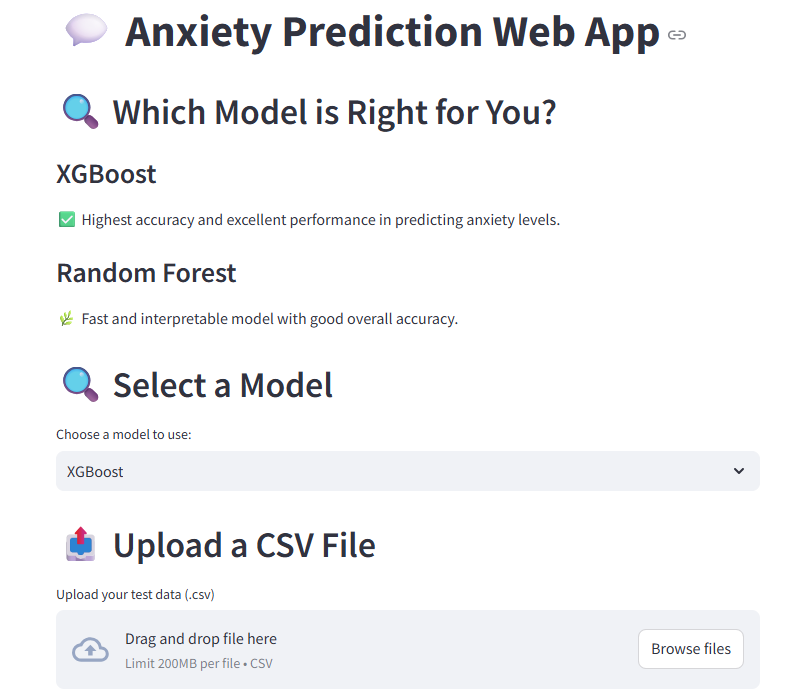 Anxiety Prediction Web App
Which Model is Right for You?
XGBoost
Highest accuracy and excellent performance in predicting anxiety levels.
Random Forest
Fast and interpretable model with good overall accuracy.
Select a Model
Choose a model to use:
XGBoost
Upload a CSV File
Upload your test data (.csv)
Drag and drop file here
Limit 200MB per file • CSV
Browse files